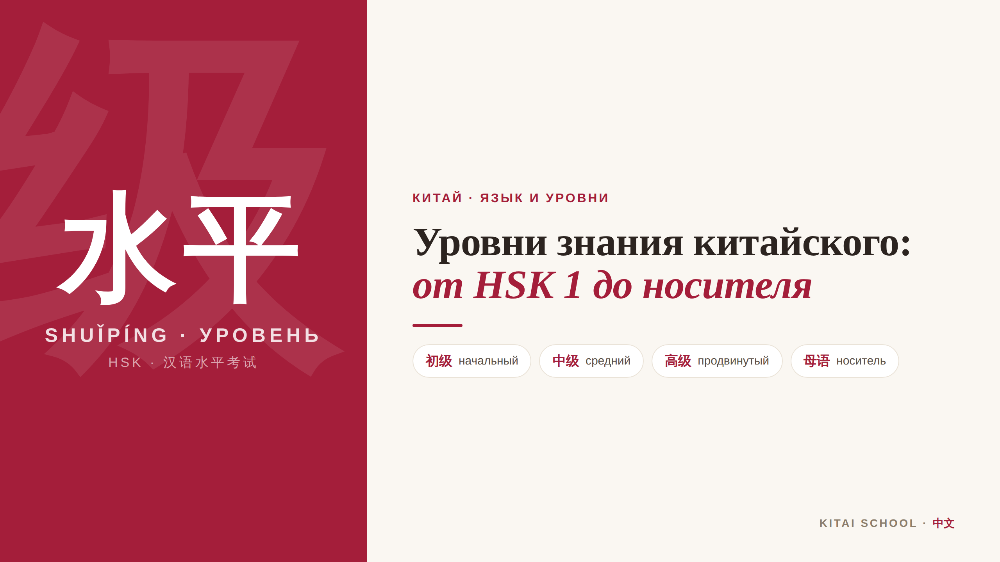 级
水平
SHUǏPÍNG · УРОВЕНЬ
HSK · 汉语水平考试
КИТАЙ · ЯЗЫК И УРОВНИ
Уровни знания китайского:
от HSK 1 до носителя
初级 начальный
中级 средний
高级 продвинутый
母语 носитель
KITAI SCHOOL · 中文